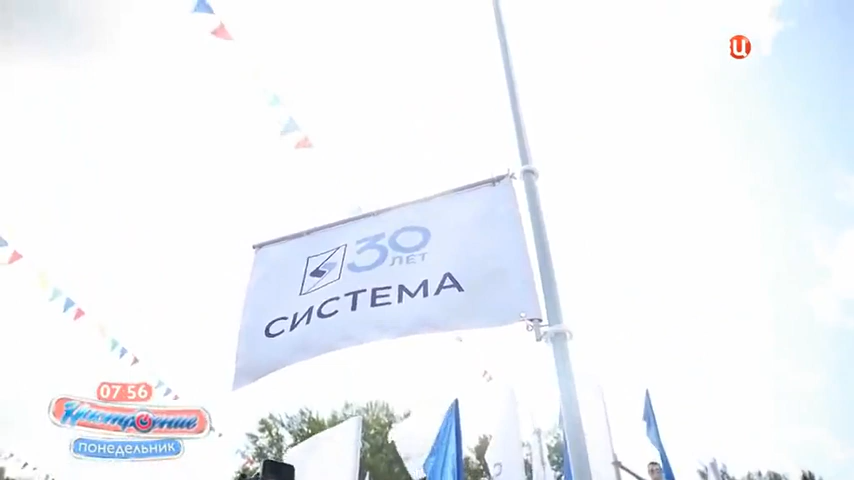 ц
30
ЛЕТ
СИСТЕМА
07 56
Настроение
понедельник